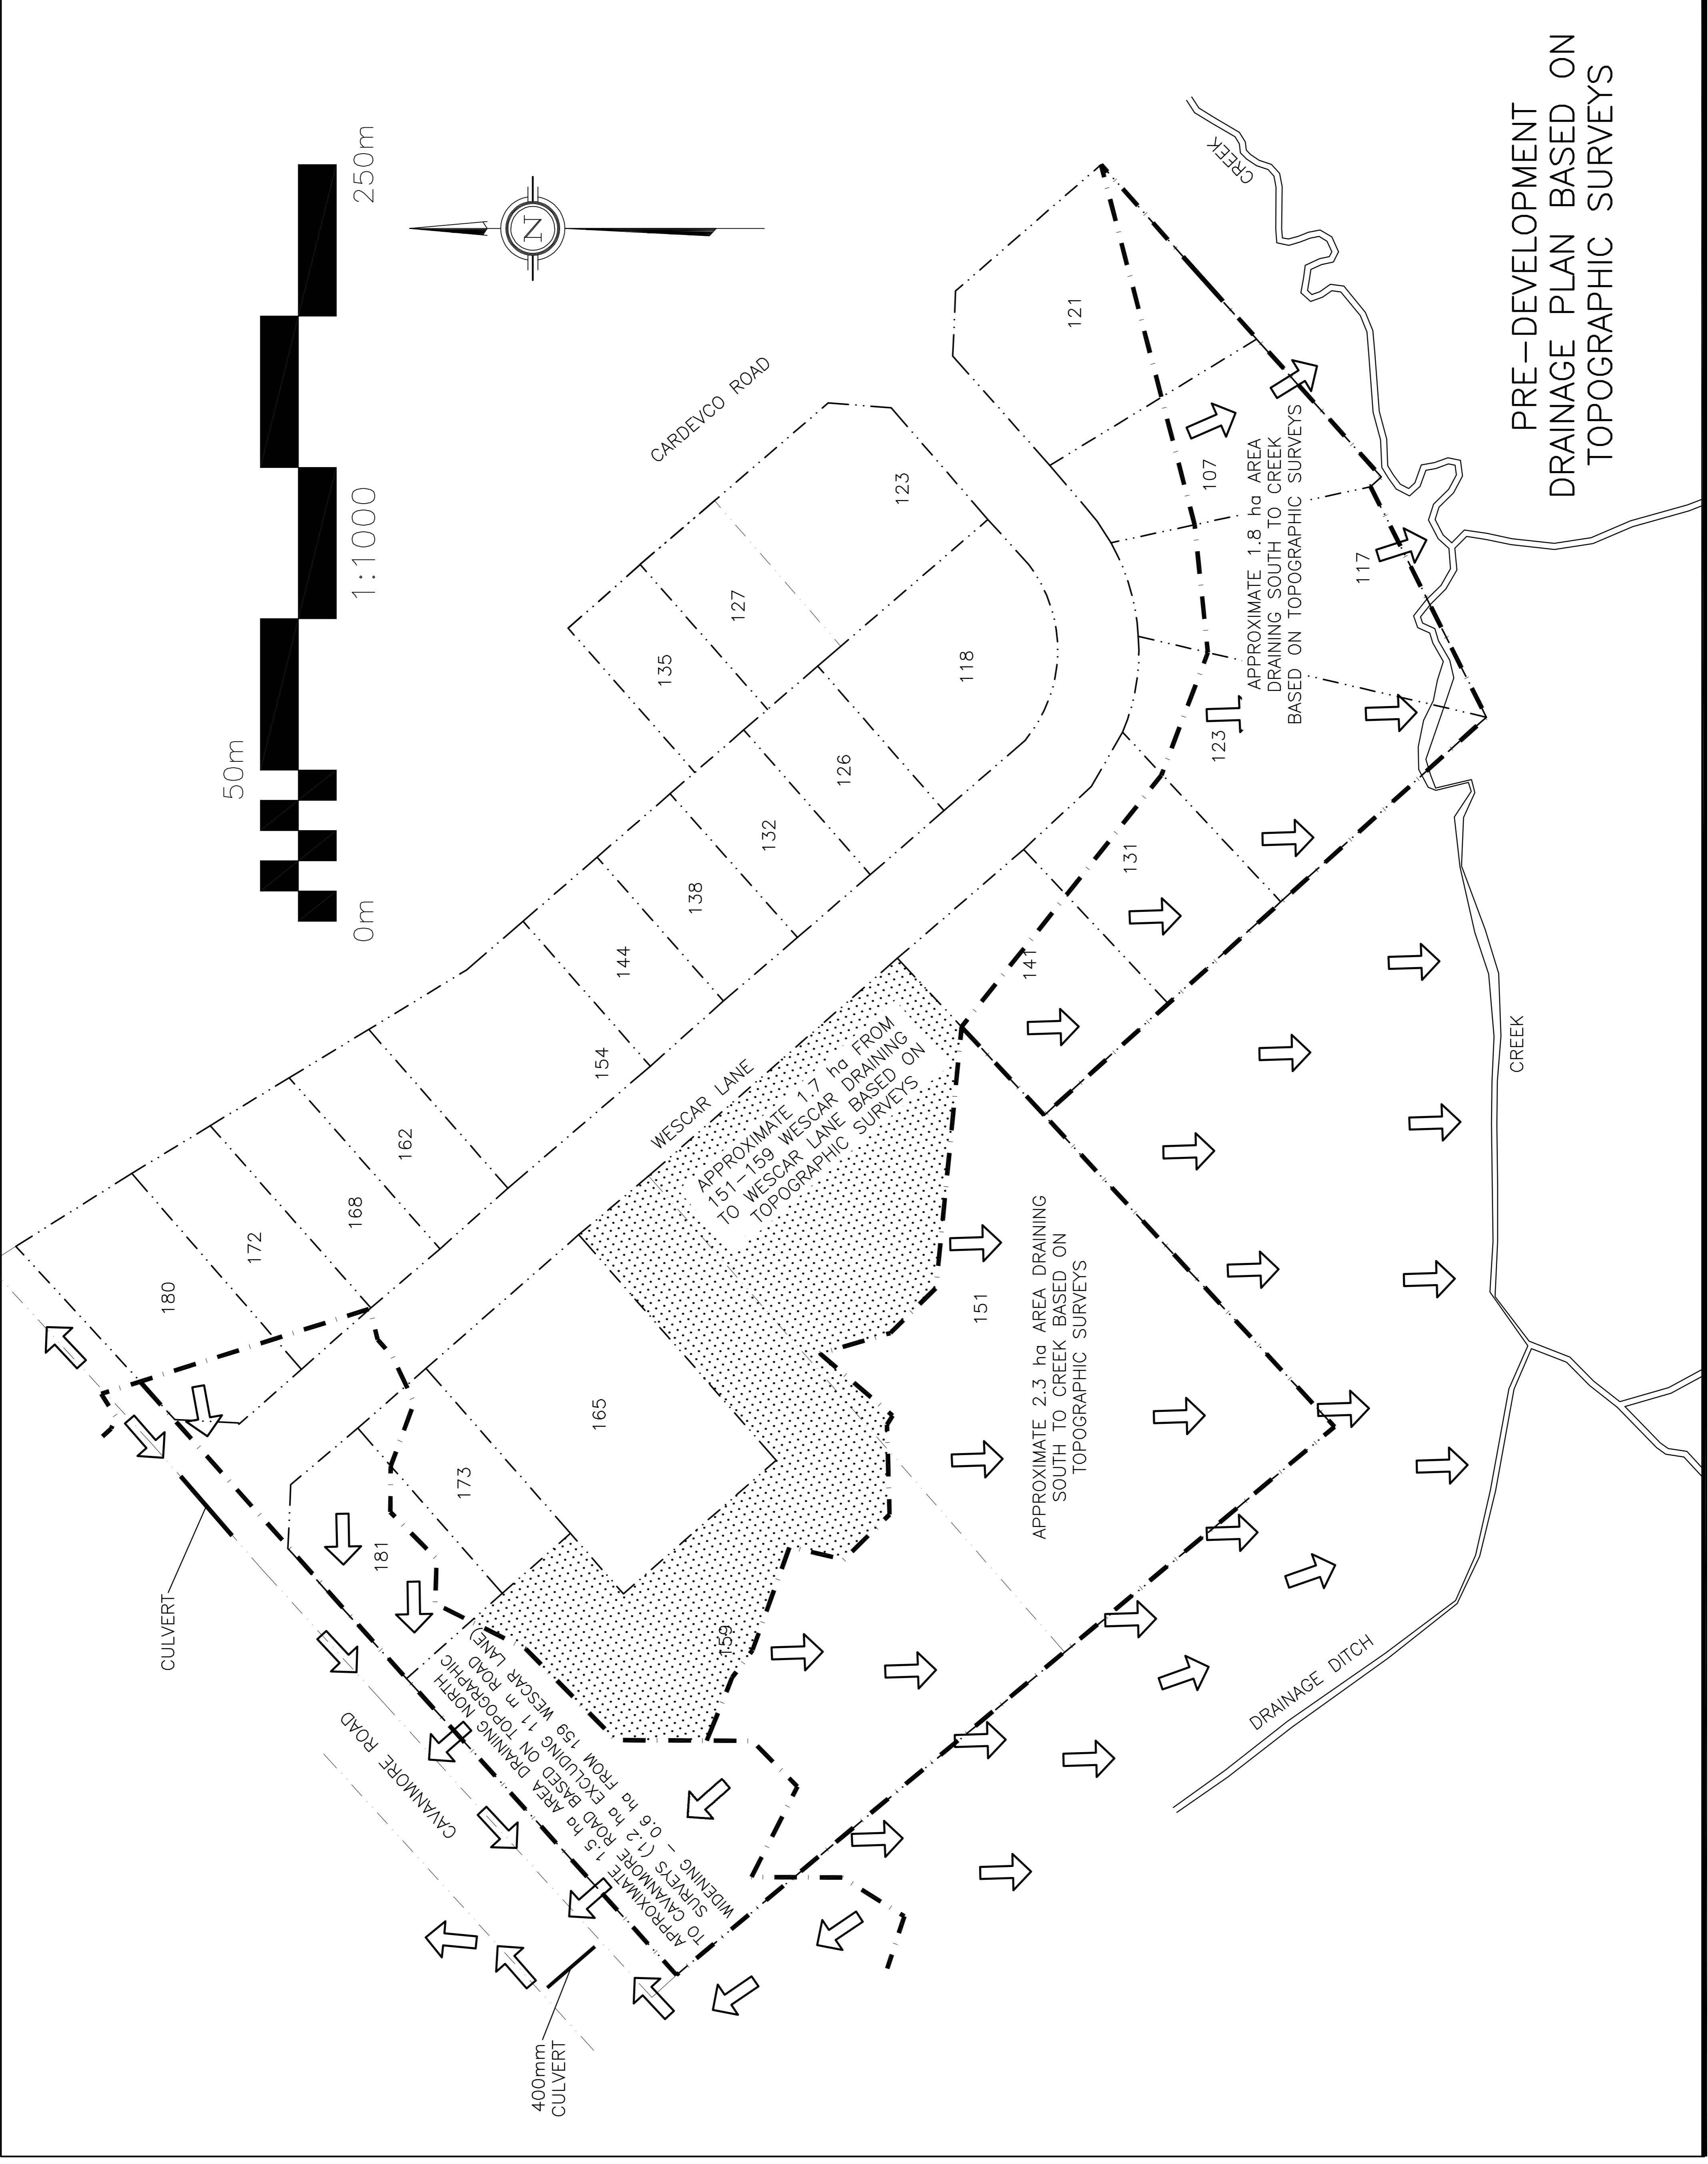 PRE-DEVELOPMENT
DRAINAGE PLAN BASED ON
TOPOGRAPHIC SURVEYS
0m
50m
1:1000
250m
N
CARDEVCO ROAD
WESCAR LANE
CAVANMORE ROAD
CULVERT
400mm
CULVERT
DRAINAGE DITCH
CREEK
CREEK
180
172
168
162
154
144
138
132
126
118
135
127
123
121
107
117
123
131
141
151
159
165
173
181
APPROXIMATE 1.7 ha FROM
151-159 WESCAR DRAINING
TO WESCAR LANE BASED ON
TOPOGRAPHIC SURVEYS
APPROXIMATE 2.3 ha AREA DRAINING
SOUTH TO CREEK BASED ON
TOPOGRAPHIC SURVEYS
APPROXIMATE 1.8 ha AREA
DRAINING SOUTH TO CREEK
BASED ON TOPOGRAPHIC SURVEYS
APPROXIMATE 1.5 ha AREA DRAINING NORTH
TO CAVANMORE ROAD BASED ON TOPOGRAPHIC
SURVEYS (1.2 ha EXCLUDING 11 m ROAD
WIDENING - 0.6 ha FROM 159 WESCAR LANE)